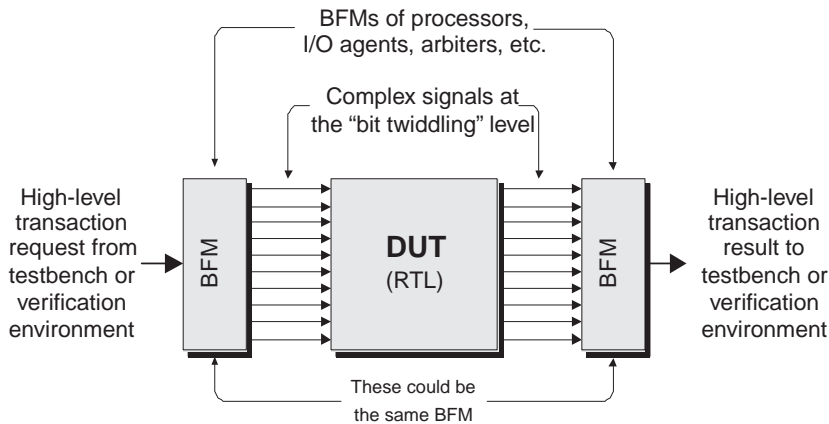 BFMs of processors,
I/O agents, arbiters, etc.
Complex signals at
the “bit twiddling” level
High-level
transaction
request from
testbench or
verification
environment
BFM
DUT
(RTL)
BFM
High-level
transaction
result to
testbench or
verification
environment
These could be
the same BFM